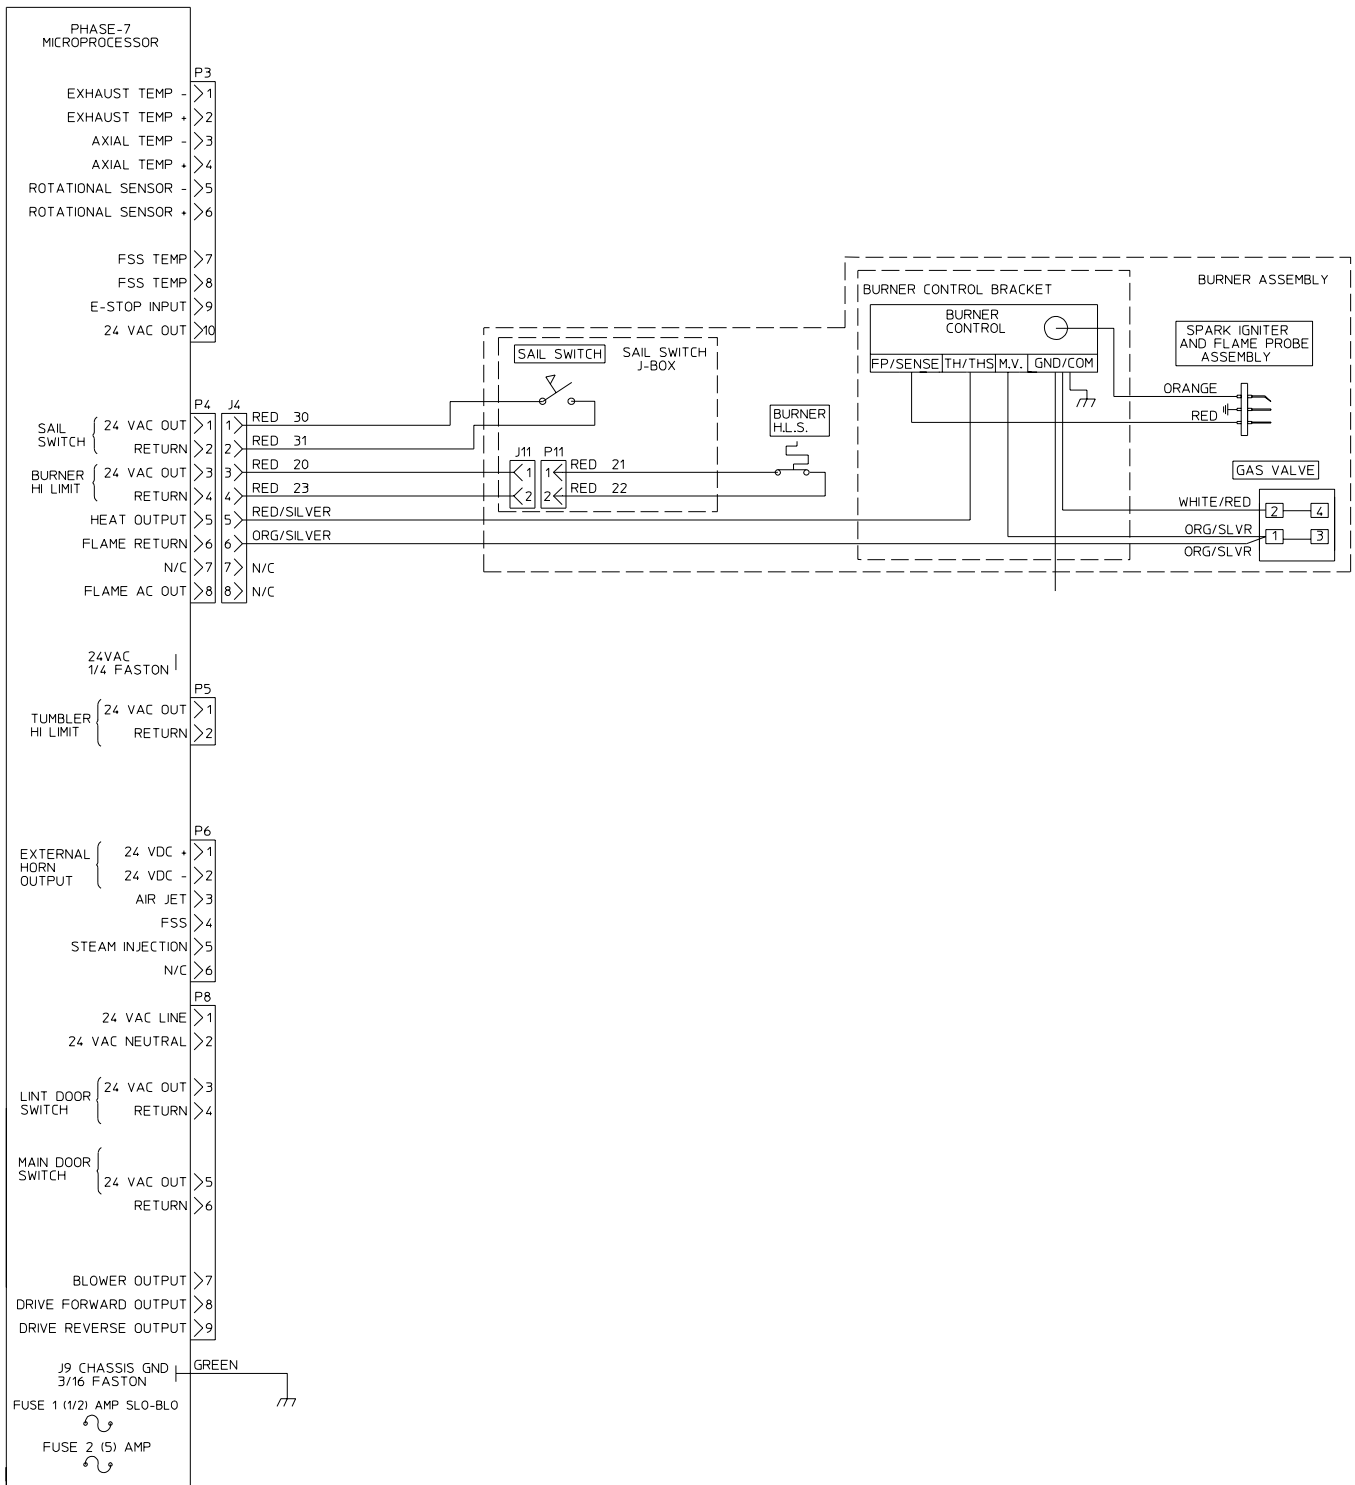 PHASE-7
MICROPROCESSOR
P3
EXHAUST TEMP - 1
EXHAUST TEMP + 2
AXIAL TEMP - 3
AXIAL TEMP + 4
ROTATIONAL SENSOR - 5
ROTATIONAL SENSOR + 6
FSS TEMP 7
FSS TEMP 8
E-STOP INPUT 9
24 VAC OUT 10
BURNER ASSEMBLY
BURNER CONTROL BRACKET
BURNER
CONTROL
FP/SENSE TH/THS M.V. GND/COM
SPARK IGNITER
AND FLAME PROBE
ASSEMBLY
ORANGE
RED
SAIL SWITCH
SAIL SWITCH
J-BOX
BURNER
H.L.S.
GAS VALVE
WHITE/RED
2 4
ORG/SLVR
1 3
ORG/SLVR
P4 J4
SAIL
SWITCH
24 VAC OUT 1 1 RED 30
RETURN 2 2 RED 31
BURNER
HI LIMIT
24 VAC OUT 3 3 RED 20
RETURN 4 4 RED 23
J11 P11
1 1 RED 21
2 2 RED 22
HEAT OUTPUT 5 5 RED/SILVER
FLAME RETURN 6 6 ORG/SILVER
N/C 7 7 N/C
FLAME AC OUT 8 8 N/C
24VAC
1/4 FASTON
P5
TUMBLER
HI LIMIT
24 VAC OUT 1
RETURN 2
P6
EXTERNAL
HORN
OUTPUT
24 VDC + 1
24 VDC - 2
AIR JET 3
FSS 4
STEAM INJECTION 5
N/C 6
P8
24 VAC LINE 1
24 VAC NEUTRAL 2
LINT DOOR
SWITCH
24 VAC OUT 3
RETURN 4
MAIN DOOR
SWITCH
24 VAC OUT 5
RETURN 6
BLOWER OUTPUT 7
DRIVE FORWARD OUTPUT 8
DRIVE REVERSE OUTPUT 9
J9 CHASSIS GND
3/16 FASTON
GREEN
FUSE 1 (1/2) AMP SLO-BLO
FUSE 2 (5) AMP